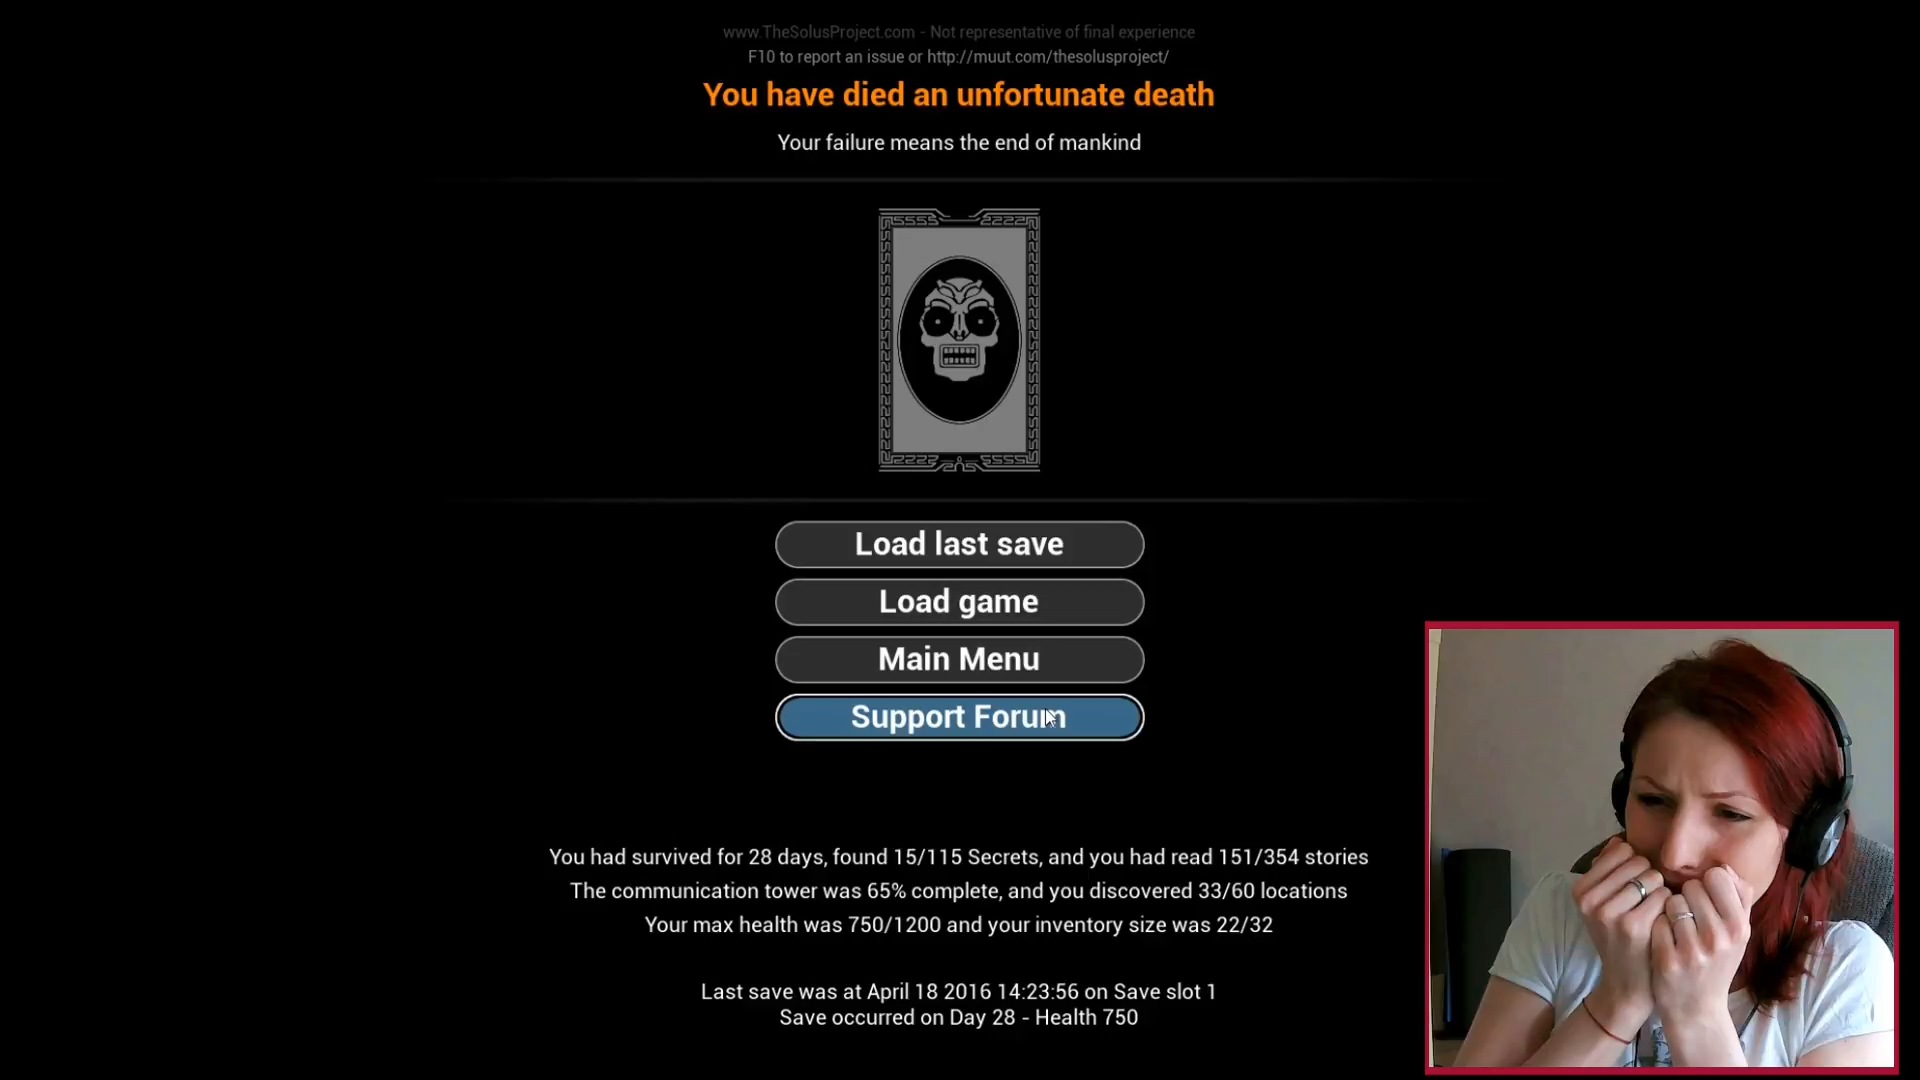 www.TheSolusProject.com - Not representative of final experience
F10 to report an issue or http://muut.com/thesolusproject/
You have died an unfortunate death
Your failure means the end of mankind
Load last save
Load game
Main Menu
Support Forum
You had survived for 28 days, found 15/115 Secrets, and you had read 151/354 stories
The communication tower was 65% complete, and you discovered 33/60 locations
Your max health was 750/1200 and your inventory size was 22/32
Last save was at April 18 2016 14:23:56 on Save slot 1
Save occurred on Day 28 - Health 750